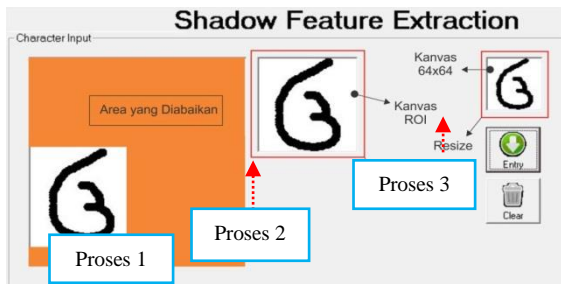 Shadow Feature Extraction
Character Input
Area yang Diabaikan
Kanvas
ROI
Kanvas
64x64
Resize
Entry
Clear
Proses 1
Proses 2
Proses 3